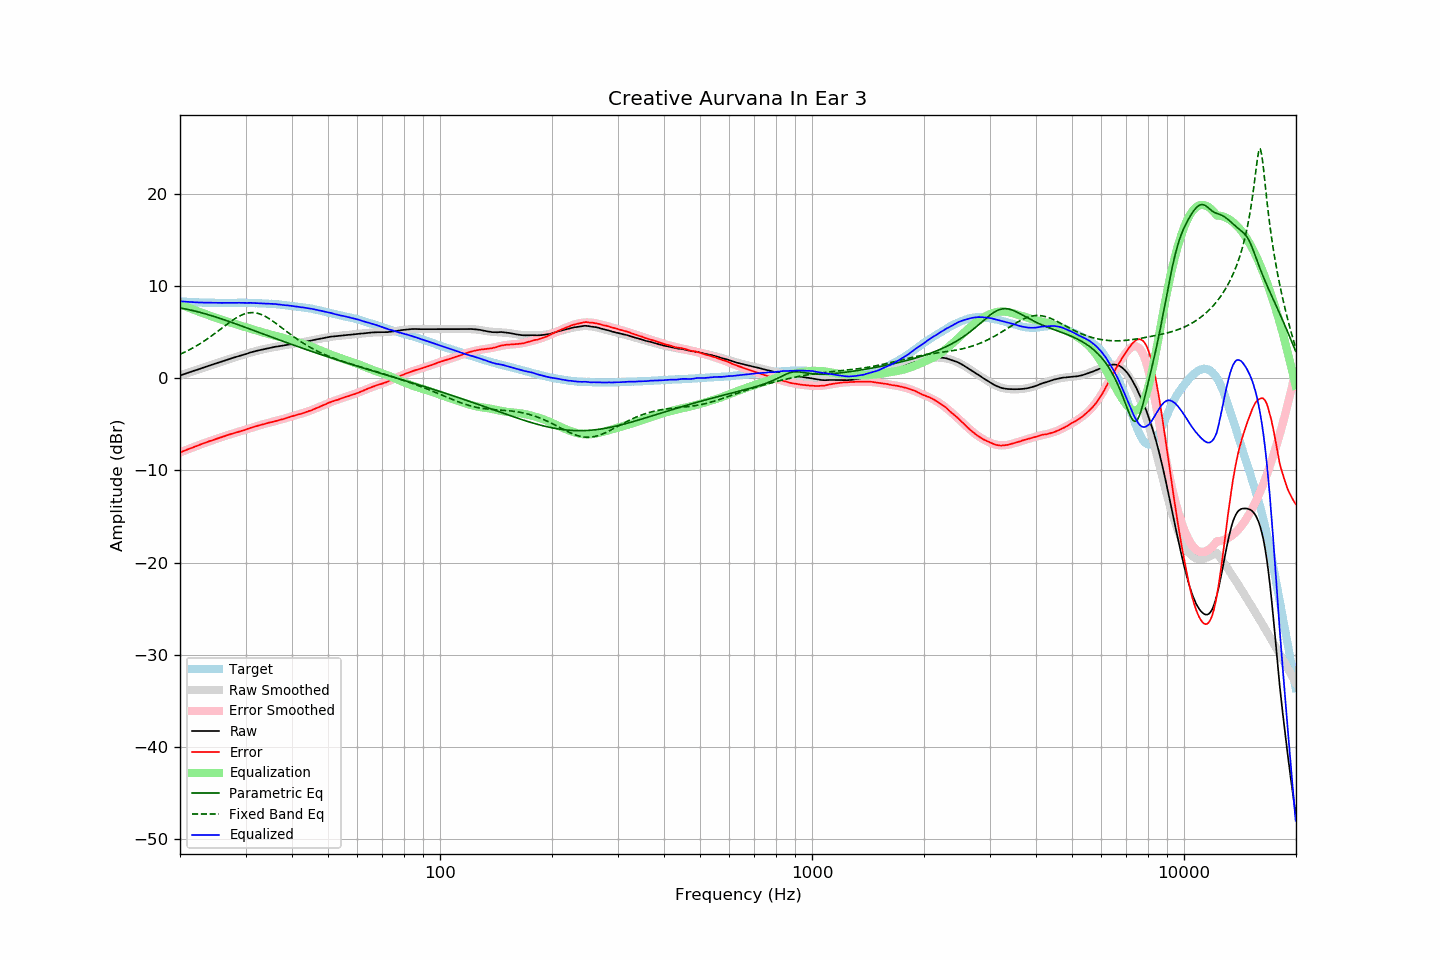 Creative Aurvana In Ear 3
Amplitude (dBr)
20
10
0
−10
−20
−30
−40
−50
Target
Raw Smoothed
Error Smoothed
Raw
Error
Equalization
Parametric Eq
Fixed Band Eq
Equalized
100
1000
10000
Frequency (Hz)